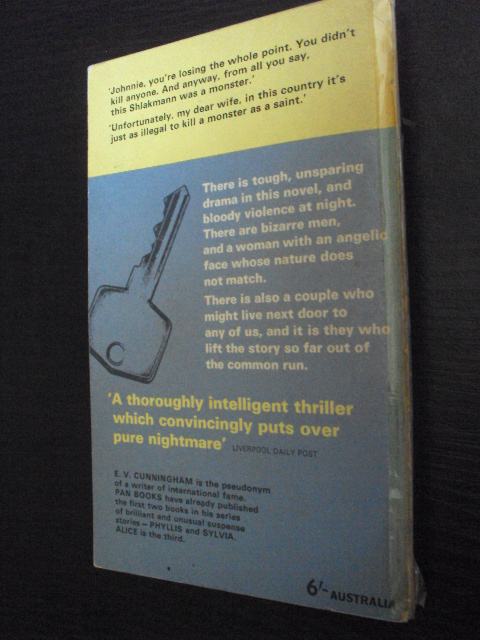 'Johnnie, you're losing the whole point. You didn't
kill anyone. And anyway, from all you say,
this Shlakmann was a monster.'
'Unfortunately, my dear wife, in this country it's
just as illegal to kill a monster as a saint.'
There is tough, unsparing
drama in this novel, and
bloody violence at night.
There are bizarre men,
and a woman with an angelic
face whose nature does
not match.
There is also a couple who
might live next door to
any of us, and it is they who
lift the story so far out of
the common run.
'A thoroughly intelligent thriller
which convincingly puts over
pure nightmare' LIVERPOOL DAILY POST
E. V. CUNNINGHAM is the pseudonym
of a writer of international fame.
PAN BOOKS have already published
the first two books in his series
of brilliant and unusual suspense
stories – PHYLLIS and SYLVIA.
ALICE is the third.
6/- AUSTRALIA